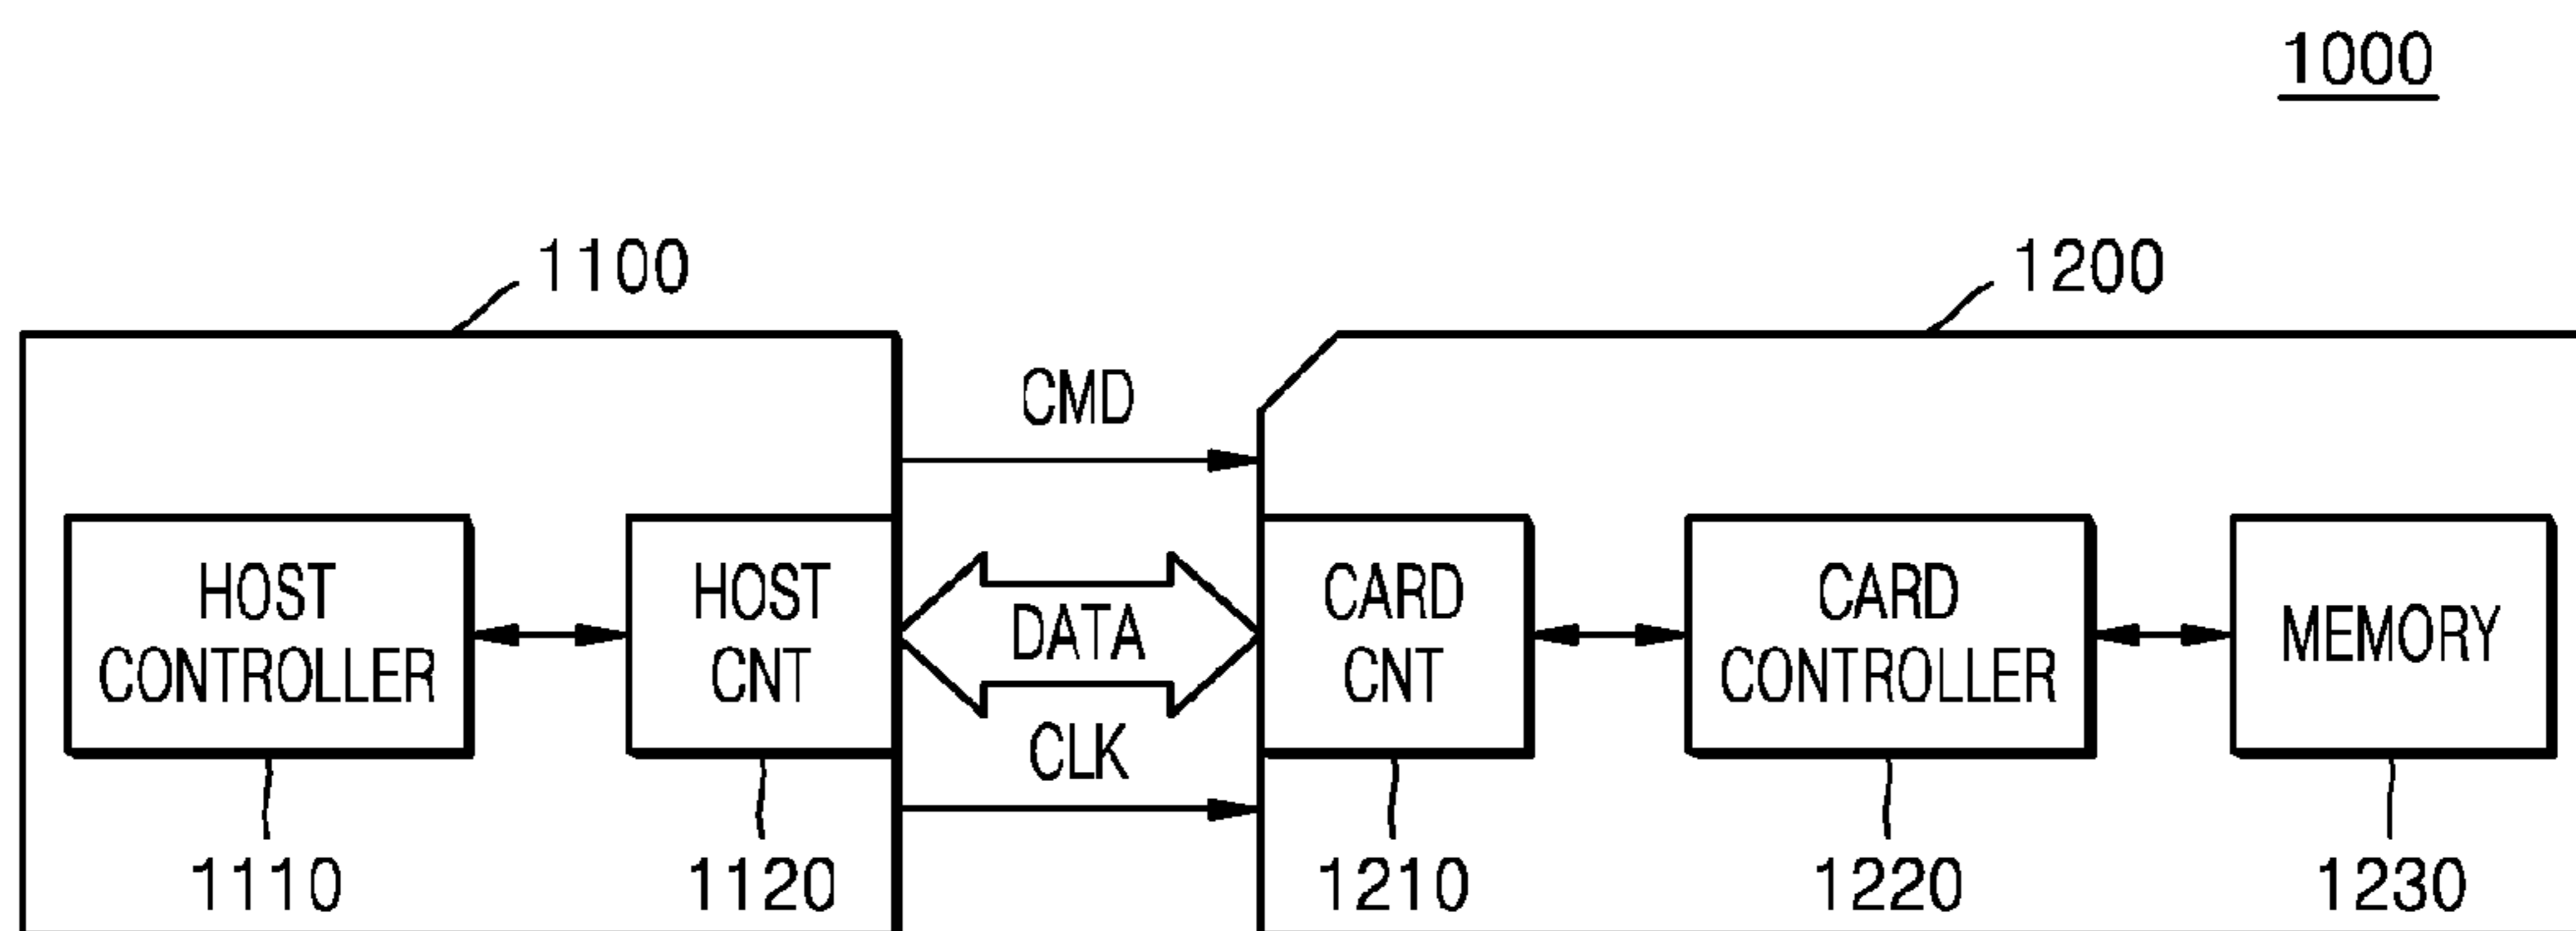 1000
1100
1200
CMD
HOST
CONTROLLER
HOST
CNT
DATA
CARD
CNT
CARD
CONTROLLER
MEMORY
CLK
1110
1120
1210
1220
1230